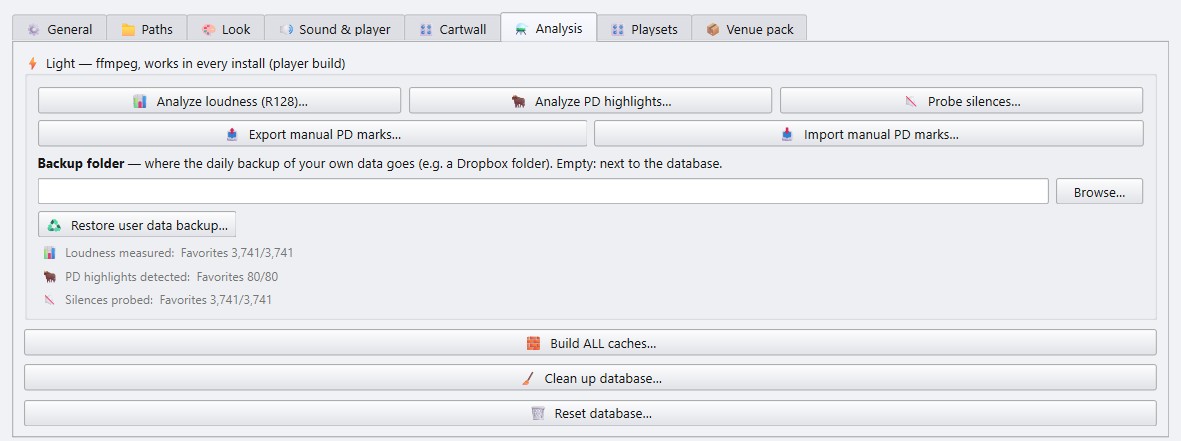 General Paths Look Sound & player Cartwall Analysis Playsets Venue pack
Light — ffmpeg, works in every install (player build)
Analyze loudness (R128)... Analyze PD highlights... Probe silences...
Export manual PD marks... Import manual PD marks...
Backup folder — where the daily backup of your own data goes (e.g. a Dropbox folder). Empty: next to the database.
Browse...
Restore user data backup...
Loudness measured: Favorites 3,741/3,741
PD highlights detected: Favorites 80/80
Silences probed: Favorites 3,741/3,741
Build ALL caches...
Clean up database...
Reset database...